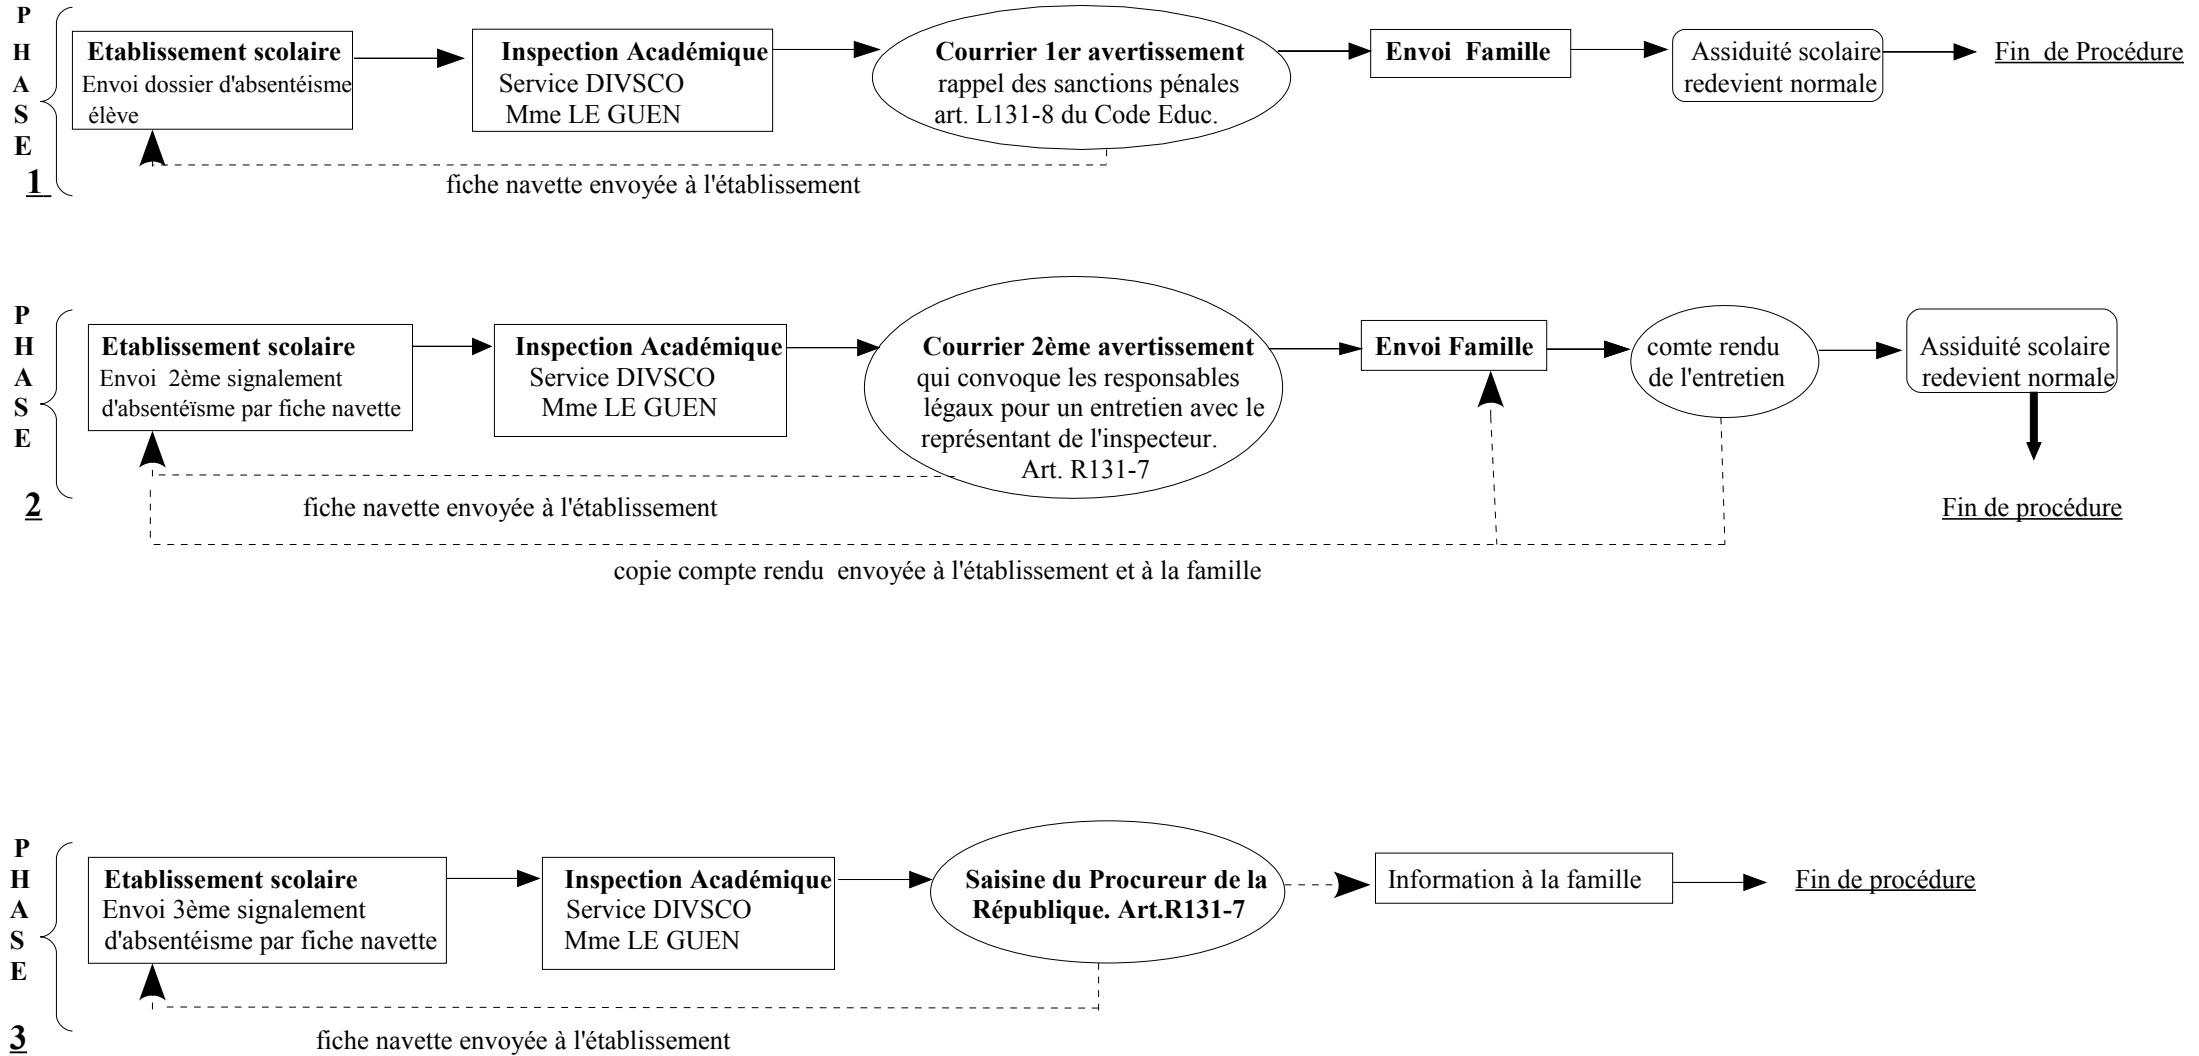 P
H
A
S
E
1
Etablissement scolaire
Envoi dossier d'absentéisme
élève
Inspection Académique
Service DIVSCO
Mme LE GUEN
Courrier 1er avertissement
rappel des sanctions pénales
art. L131-8 du Code Educ.
Envoi Famille
Assiduité scolaire
redevient normale
Fin de Procédure
fiche navette envoyée à l'établissement
P
H
A
S
E
2
Etablissement scolaire
Envoi 2ème signalement
d'absentéïsme par fiche navette
Inspection Académique
Service DIVSCO
Mme LE GUEN
Courrier 2ème avertissement
qui convoque les responsables
légaux pour un entretien avec le
représentant de l'inspecteur.
Art. R131-7
Envoi Famille
comte rendu
de l'entretien
Assiduité scolaire
redevient normale
Fin de procédure
fiche navette envoyée à l'établissement
copie compte rendu envoyée à l'établissement et à la famille
P
H
A
S
E
3
Etablissement scolaire
Envoi 3ème signalement
d'absentéisme par fiche navette
Inspection Académique
Service DIVSCO
Mme LE GUEN
Saisine du Procureur de la
République. Art.R131-7
Information à la famille
Fin de procédure
fiche navette envoyée à l'établissement